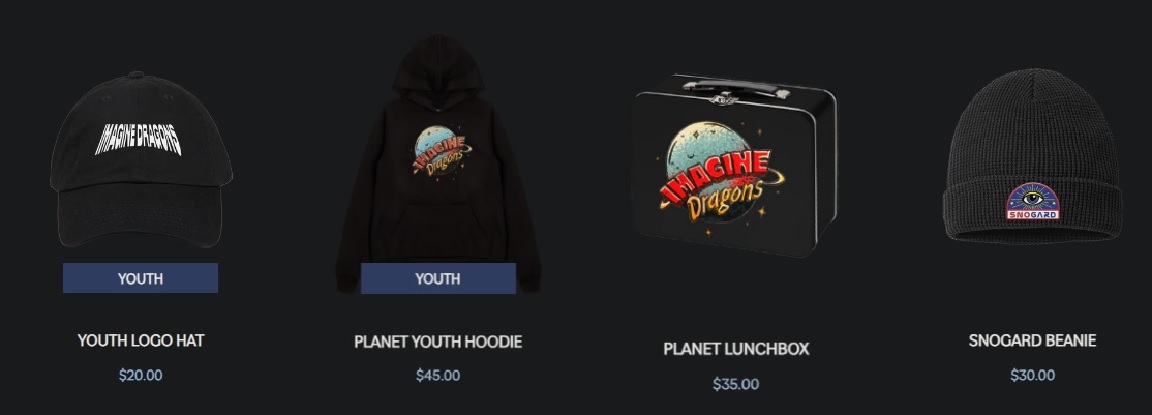 IMAGINE DRAGONS
YOUTH
YOUTH LOGO HAT
$20.00
IMAGINE
Dragons
YOUTH
PLANET YOUTH HOODIE
$45.00
IMAGINE
Dragons
PLANET LUNCHBOX
$35.00
SNOGARD
SNOGARD BEANIE
$30.00